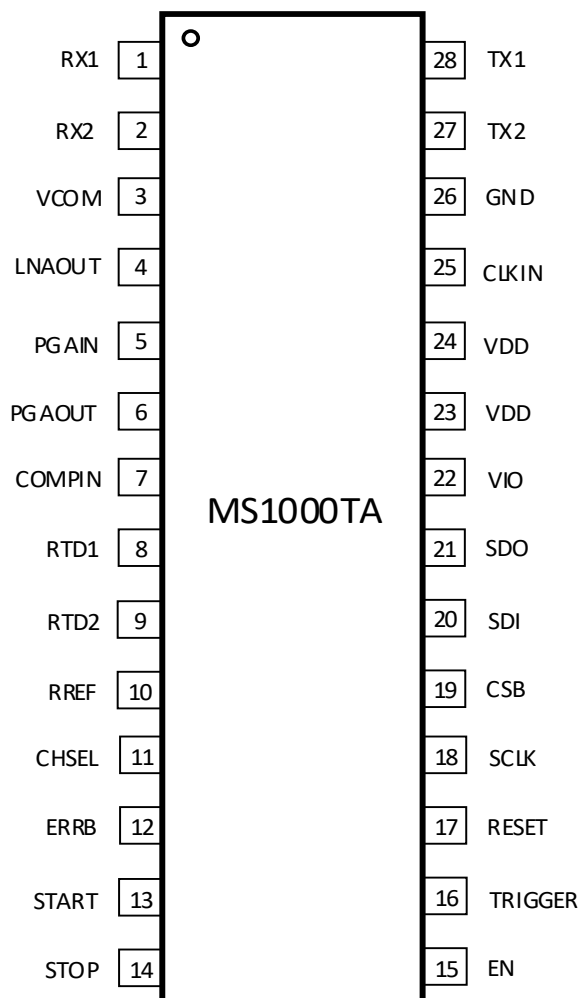 RX1 1 28 TX1
RX2 2 27 TX2
VCOM 3 26 GND
LNAOUT 4 25 CLKIN
PGAIN 5 24 VDD
PGAOUT 6 23 VDD
COMPIN 7 22 VIO
MS1000TA
RTD1 8 21 SDO
RTD2 9 20 SDI
RREF 10 19 CSB
CHSEL 11 18 SCLK
ERRB 12 17 RESET
START 13 16 TRIGGER
STOP 14 15 EN